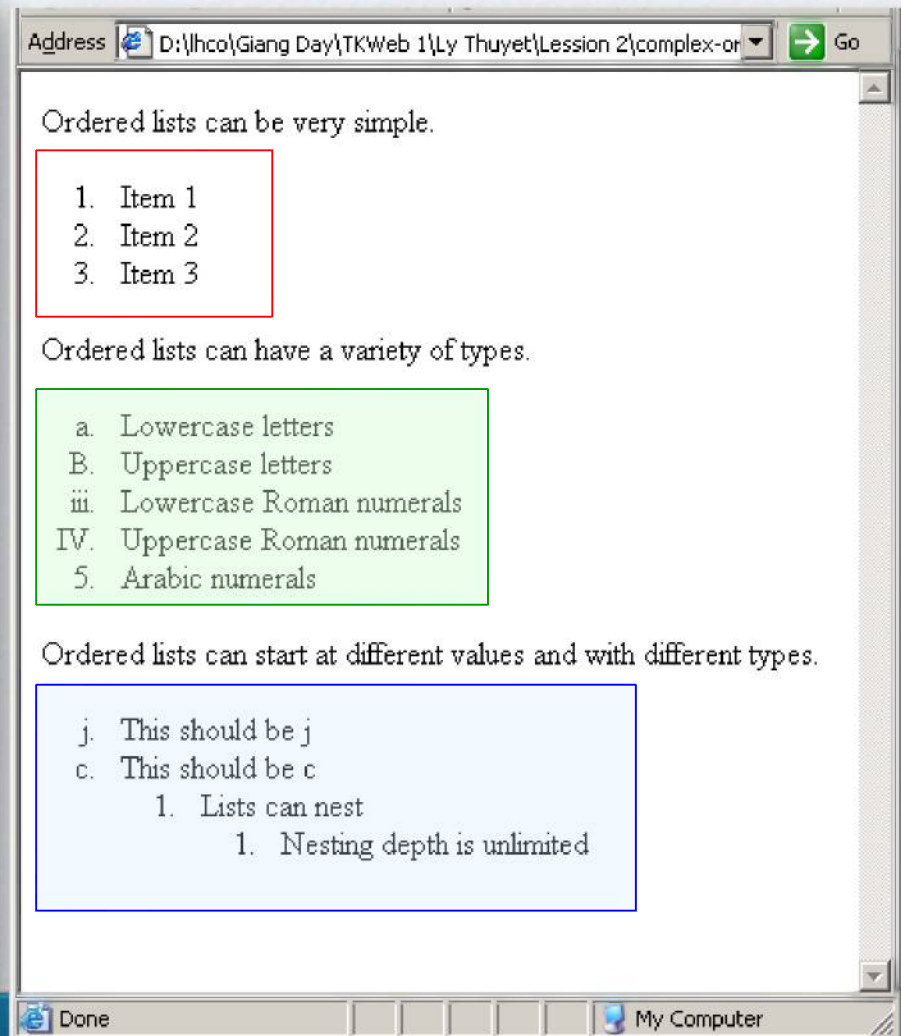 Address D:\lhco\Giang Day\TKWeb 1\Ly Thuyet\Lession 2\complex-or Go
Ordered lists can be very simple.
1. Item 1
2. Item 2
3. Item 3
Ordered lists can have a variety of types.
a. Lowercase letters
B. Uppercase letters
iii. Lowercase Roman numerals
IV. Uppercase Roman numerals
5. Arabic numerals
Ordered lists can start at different values and with different types.
j. This should be j
c. This should be c
1. Lists can nest
1. Nesting depth is unlimited
Done My Computer